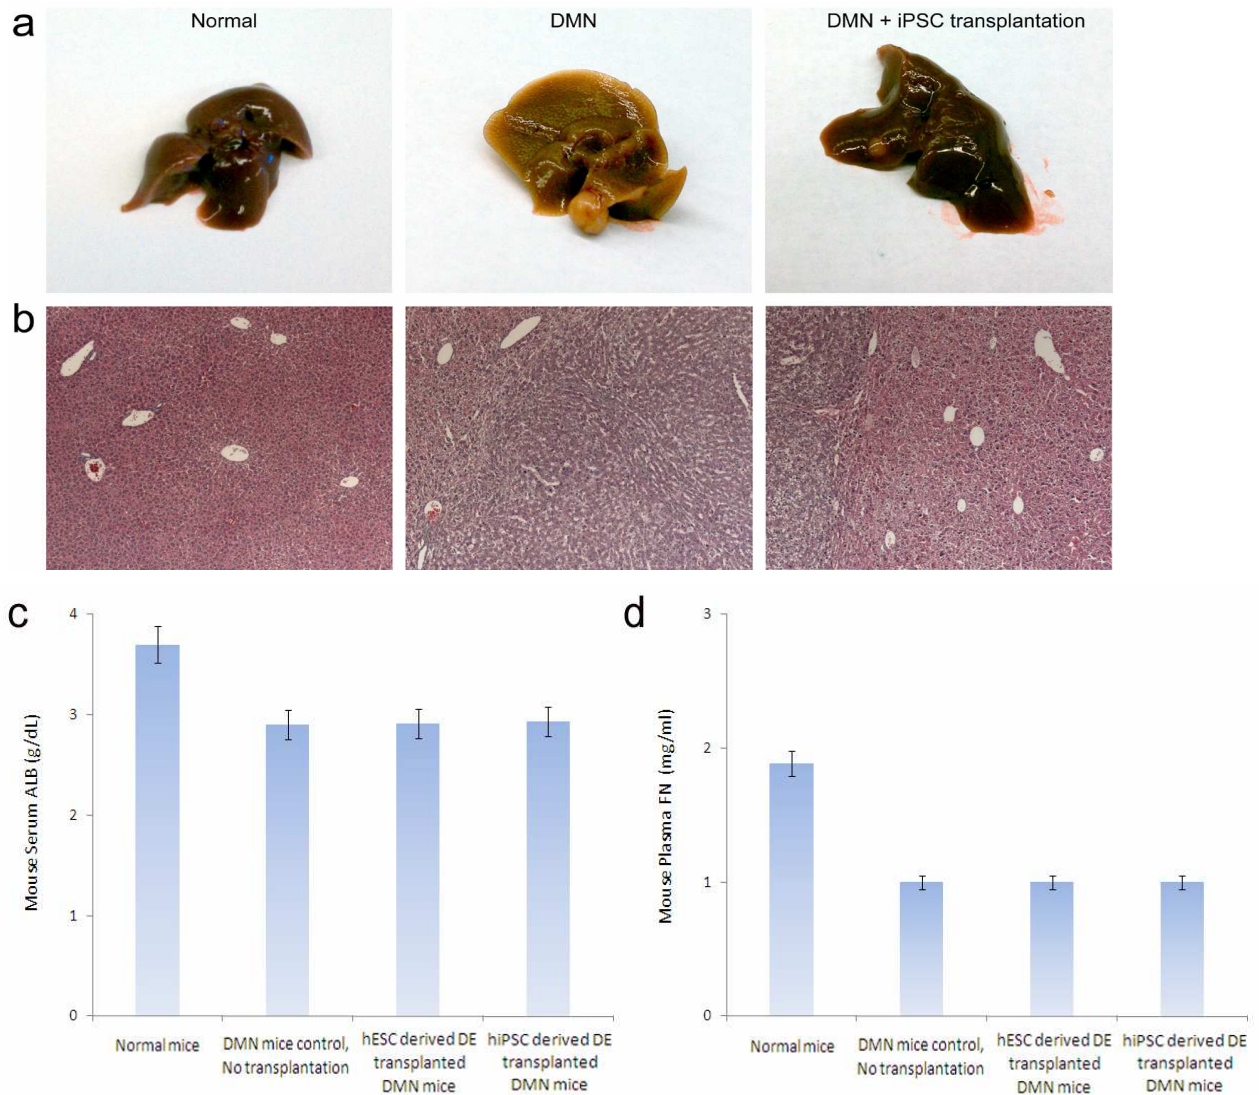 a
Normal
DMN
DMN + iPSC transplantation
b
c
Mouse Serum ALB (g/dL)
4
3
2
1
0
Normal mice
DMN mice control,
No transplantation
hESC derived DE
transplanted
DMN mice
hiPSC derived DE
transplanted
DMN mice
d
Mouse Plasma FN (mg/ml)
3
2
1
0
Normal mice
DMN mice control,
No transplantation
hESC derived DE
transplanted
DMN mice
hiPSC derived DE
transplanted
DMN mice